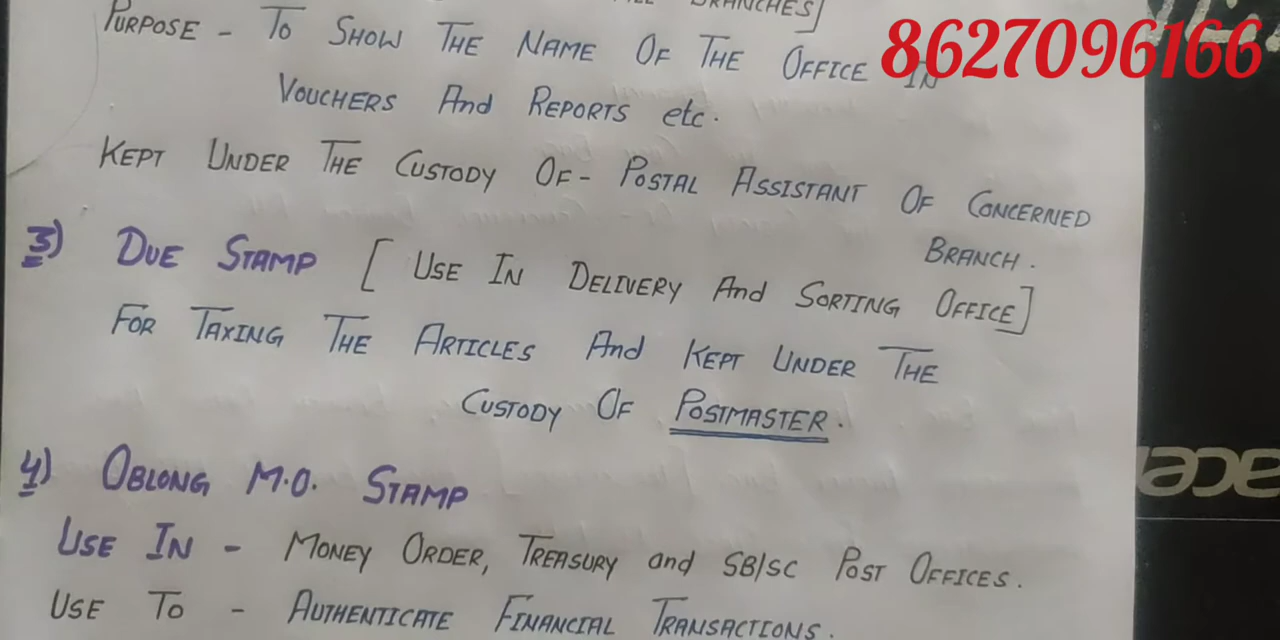 BRANCHES]
PURPOSE - TO SHOW THE NAME OF THE OFFICE IN
8627096166
VOUCHERS And REPORTS etc.
KEPT UNDER THE CUSTODY OF - POSTAL ASSISTANT OF CONCERNED
BRANCH.
3) DUE STAMP [ USE IN DELIVERY And SORTING OFFICE]
FOR TAXING THE ARTICLES And KEPT UNDER THE
CUSTODY OF POSTMASTER.
4) OBLONG M.O. STAMP
USE IN - MONEY ORDER, TREASURY and SB/SC POST OFFICES.
USE TO - AUTHENTICATE FINANCIAL TRANSACTIONS.
acer